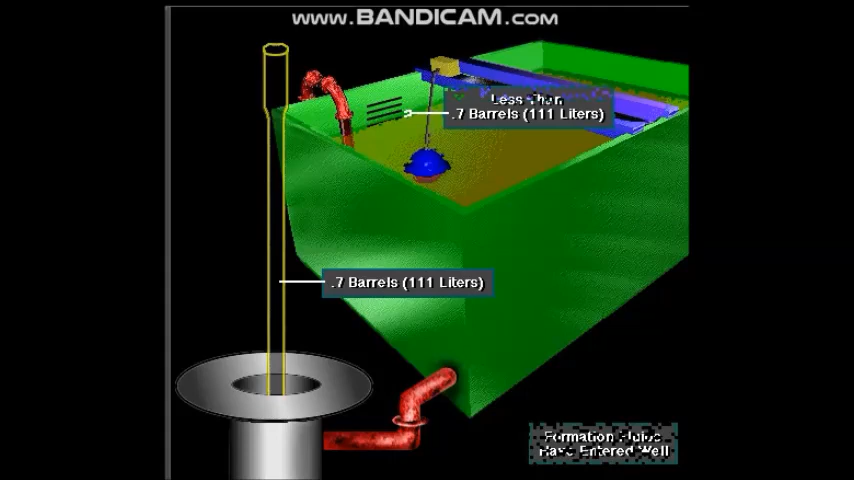 www.BANDICAM.com
Less Than
.7 Barrels (111 Liters)
.7 Barrels (111 Liters)
Formation Fluids
Have Entered Well